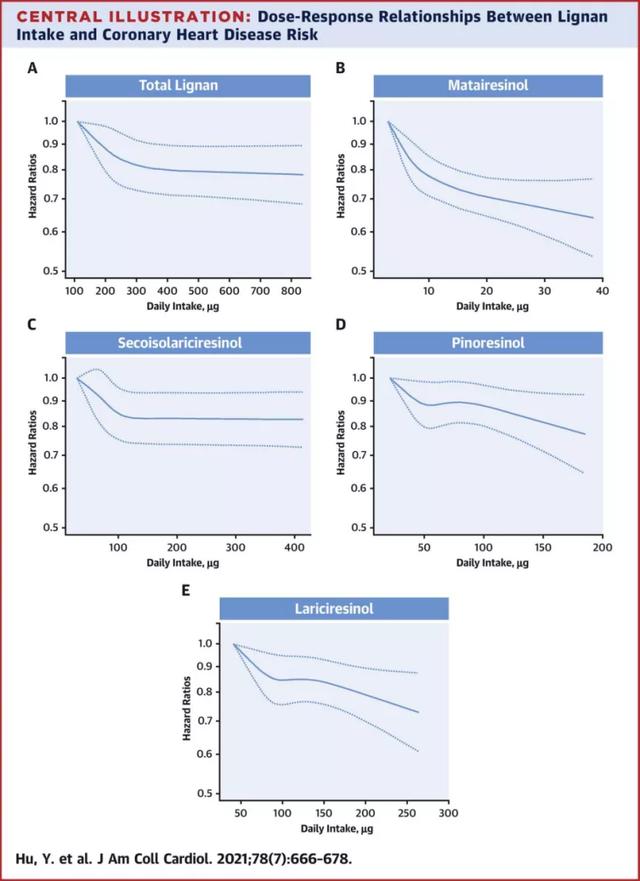 CENTRAL ILLUSTRATION: Dose-Response Relationships Between Lignan
Intake and Coronary Heart Disease Risk
A
Total Lignan
Hazard Ratios
1.0
0.9
0.8
0.7
0.6
0.5
100 200 300 400 500 600 700 800
Daily Intake, μg
B
Matairesinol
Hazard Ratios
1.0
0.9
0.8
0.7
0.6
0.5
10 20 30 40
Daily Intake, μg
C
Secoisolariciresinol
Hazard Ratios
1.0
0.9
0.8
0.7
0.6
0.5
100 200 300 400
Daily Intake, μg
D
Pinoresinol
Hazard Ratios
1.0
0.9
0.8
0.7
0.6
0.5
50 100 150 200
Daily Intake, μg
E
Lariciresinol
Hazard Ratios
1.0
0.9
0.8
0.7
0.6
0.5
50 100 150 200 250 300
Daily Intake, μg
Hu, Y. et al. J Am Coll Cardiol. 2021;78(7):666–678.